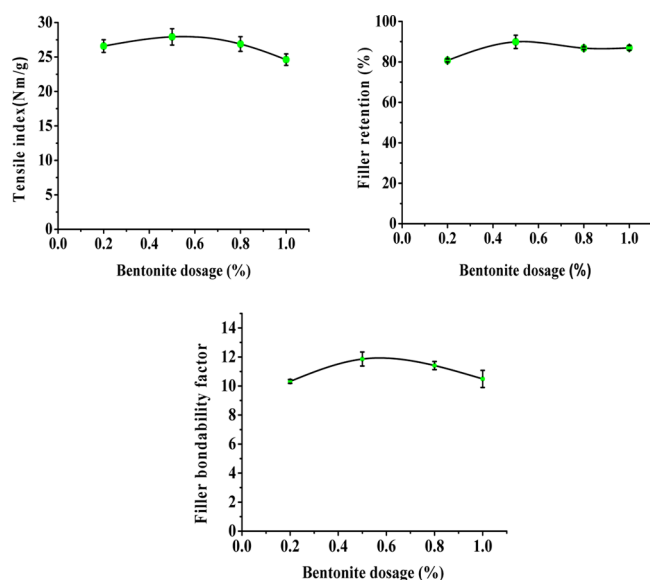 Tensile index(Nm/g)
30
25
20
15
10
5
0
0.0 0.2 0.4 0.6 0.8 1.0
Bentonite dosage (%)
Filler retention (%)
100
80
60
40
20
0
0.0 0.2 0.4 0.6 0.8 1.0
Bentonite dosage (%)
Filler bondability factor
14
12
10
8
6
4
2
0
0.0 0.2 0.4 0.6 0.8 1.0
Bentonite dosage (%)